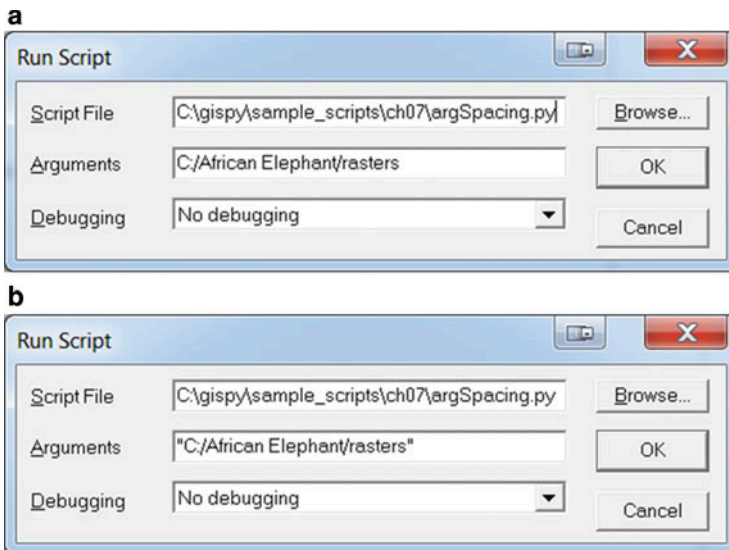 a
Run Script
Script File C:\gispy\sample_scripts\ch07\argSpacing.py Browse...
Arguments C:/African Elephant/rasters OK
Debugging No debugging Cancel
b
Run Script
Script File C:\gispy\sample_scripts\ch07\argSpacing.py Browse...
Arguments "C:/African Elephant/rasters" OK
Debugging No debugging Cancel